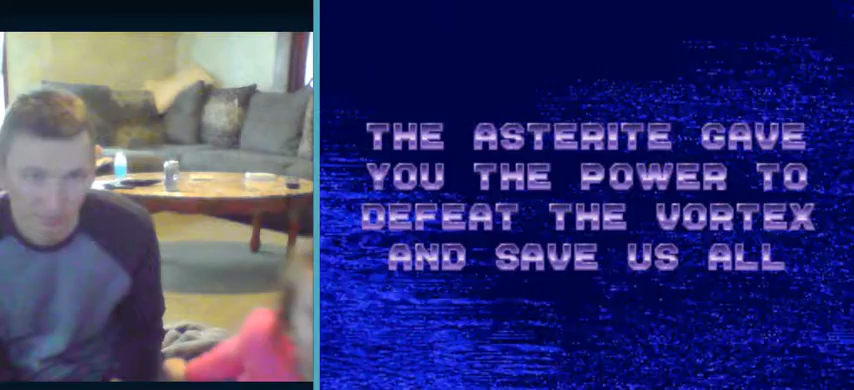 THE ASTERITE GAVE
YOU THE POWER TO
DEFEAT THE VORTEX
AND SAVE US ALL